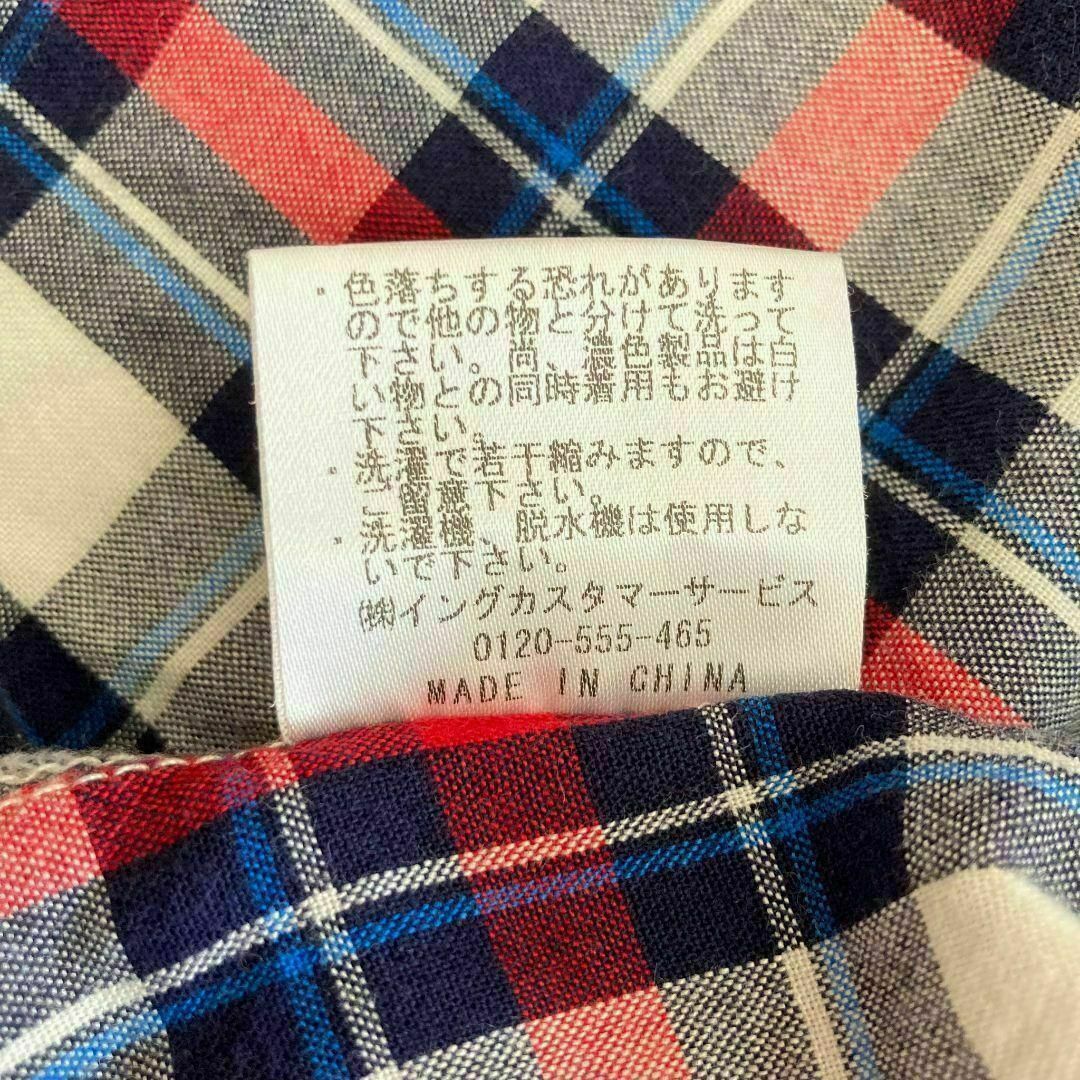 ・色落ちする恐れがあります
ので他の物と分けて洗って
下さい。尚、濃色製品は白
い物との同時着用もお避け
下さい。
・洗濯で若干縮みますので、
ご留意下さい。
・洗濯機、脱水機は使用しな
いで下さい。
㈱イングカスタマーサービス
0120-555-465
MADE IN CHINA